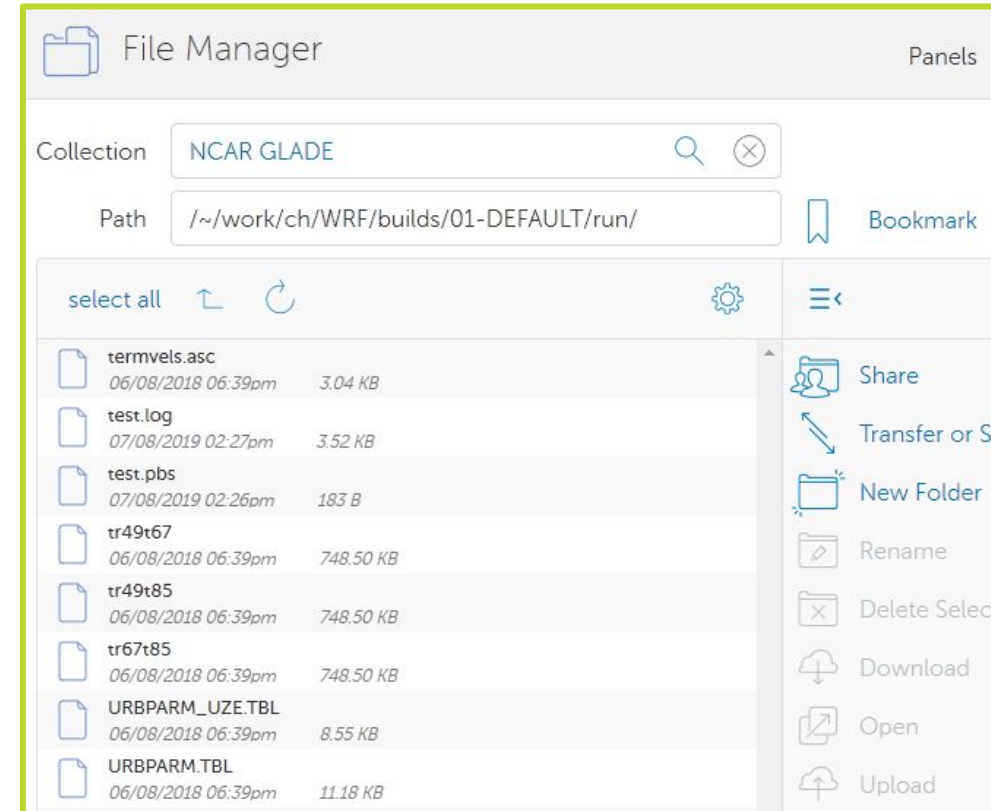 File Manager
Panels
Collection NCAR GLADE
Path /~/work/ch/WRF/builds/01-DEFAULT/run/
Bookmark
select all
termvels.asc
06/08/2018 06:39pm 3.04 KB
test.log
07/08/2019 02:27pm 3.52 KB
test.pbs
07/08/2019 02:26pm 183 B
tr49t67
06/08/2018 06:39pm 748.50 KB
tr49t85
06/08/2018 06:39pm 748.50 KB
tr67t85
06/08/2018 06:39pm 748.50 KB
URBPARM_UZE.TBL
06/08/2018 06:39pm 8.55 KB
URBPARM.TBL
06/08/2018 06:39pm 11.18 KB
Share
Transfer or S
New Folder
Rename
Delete Selec
Download
Open
Upload